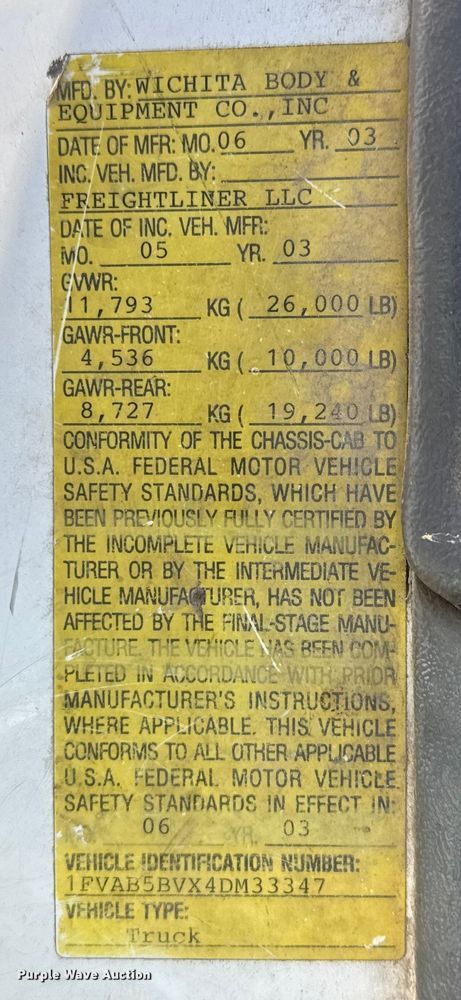 MFD. BY: WICHITA BODY &
EQUIPMENT CO., INC
DATE OF MFR: MO. 06 YR. 03
INC. VEH. MFD. BY:
FREIGHTLINER LLC
DATE OF INC. VEH. MFR:
MO. 05 YR. 03
GVWR:
11,793 KG ( 26,000 LB)
GAWR-FRONT:
4,536 KG ( 10,000 LB)
GAWR-REAR:
8,727 KG ( 19,240 LB)
CONFORMITY OF THE CHASSIS-CAB TO
U.S.A. FEDERAL MOTOR VEHICLE
SAFETY STANDARDS, WHICH HAVE
BEEN PREVIOUSLY FULLY CERTIFIED BY
THE INCOMPLETE VEHICLE MANUFAC-
TURER OR BY THE INTERMEDIATE VE-
HICLE MANUFACTURER, HAS NOT BEEN
AFFECTED BY THE FINAL-STAGE MANU-
FACTURE. THE VEHICLE HAS BEEN COM-
PLETED IN ACCORDANCE WITH PRIOR
MANUFACTURER'S INSTRUCTIONS,
WHERE APPLICABLE. THIS VEHICLE
CONFORMS TO ALL OTHER APPLICABLE
U.S.A. FEDERAL MOTOR VEHICLE
SAFETY STANDARDS IN EFFECT IN:
06 YR. 03
VEHICLE IDENTIFICATION NUMBER:
1FVAB5BVX4DM33347
VEHICLE TYPE:
Truck
Purple Wave Auction